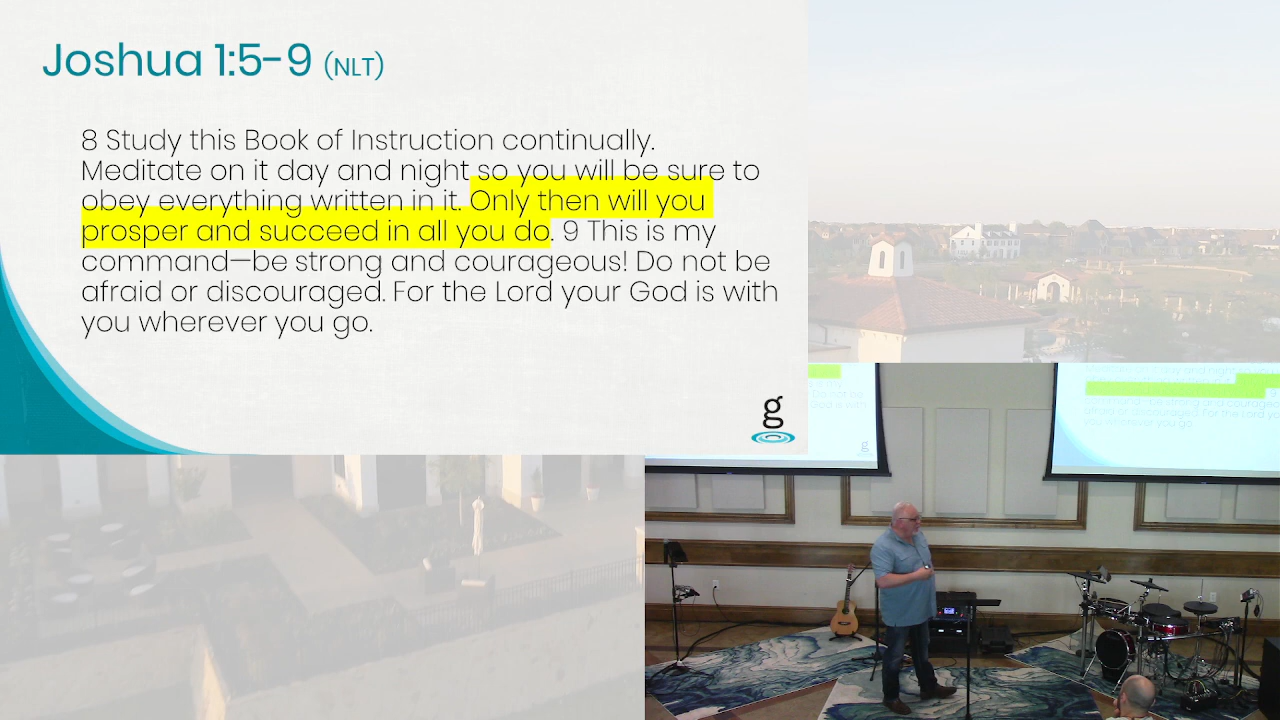 Joshua 1:5-9 (NLT)
8 Study this Book of Instruction continually.
Meditate on it day and night so you will be sure to
obey everything written in it. Only then will you
prosper and succeed in all you do. 9 This is my
command—be strong and courageous! Do not be
afraid or discouraged. For the Lord your God is with
you wherever you go.
g